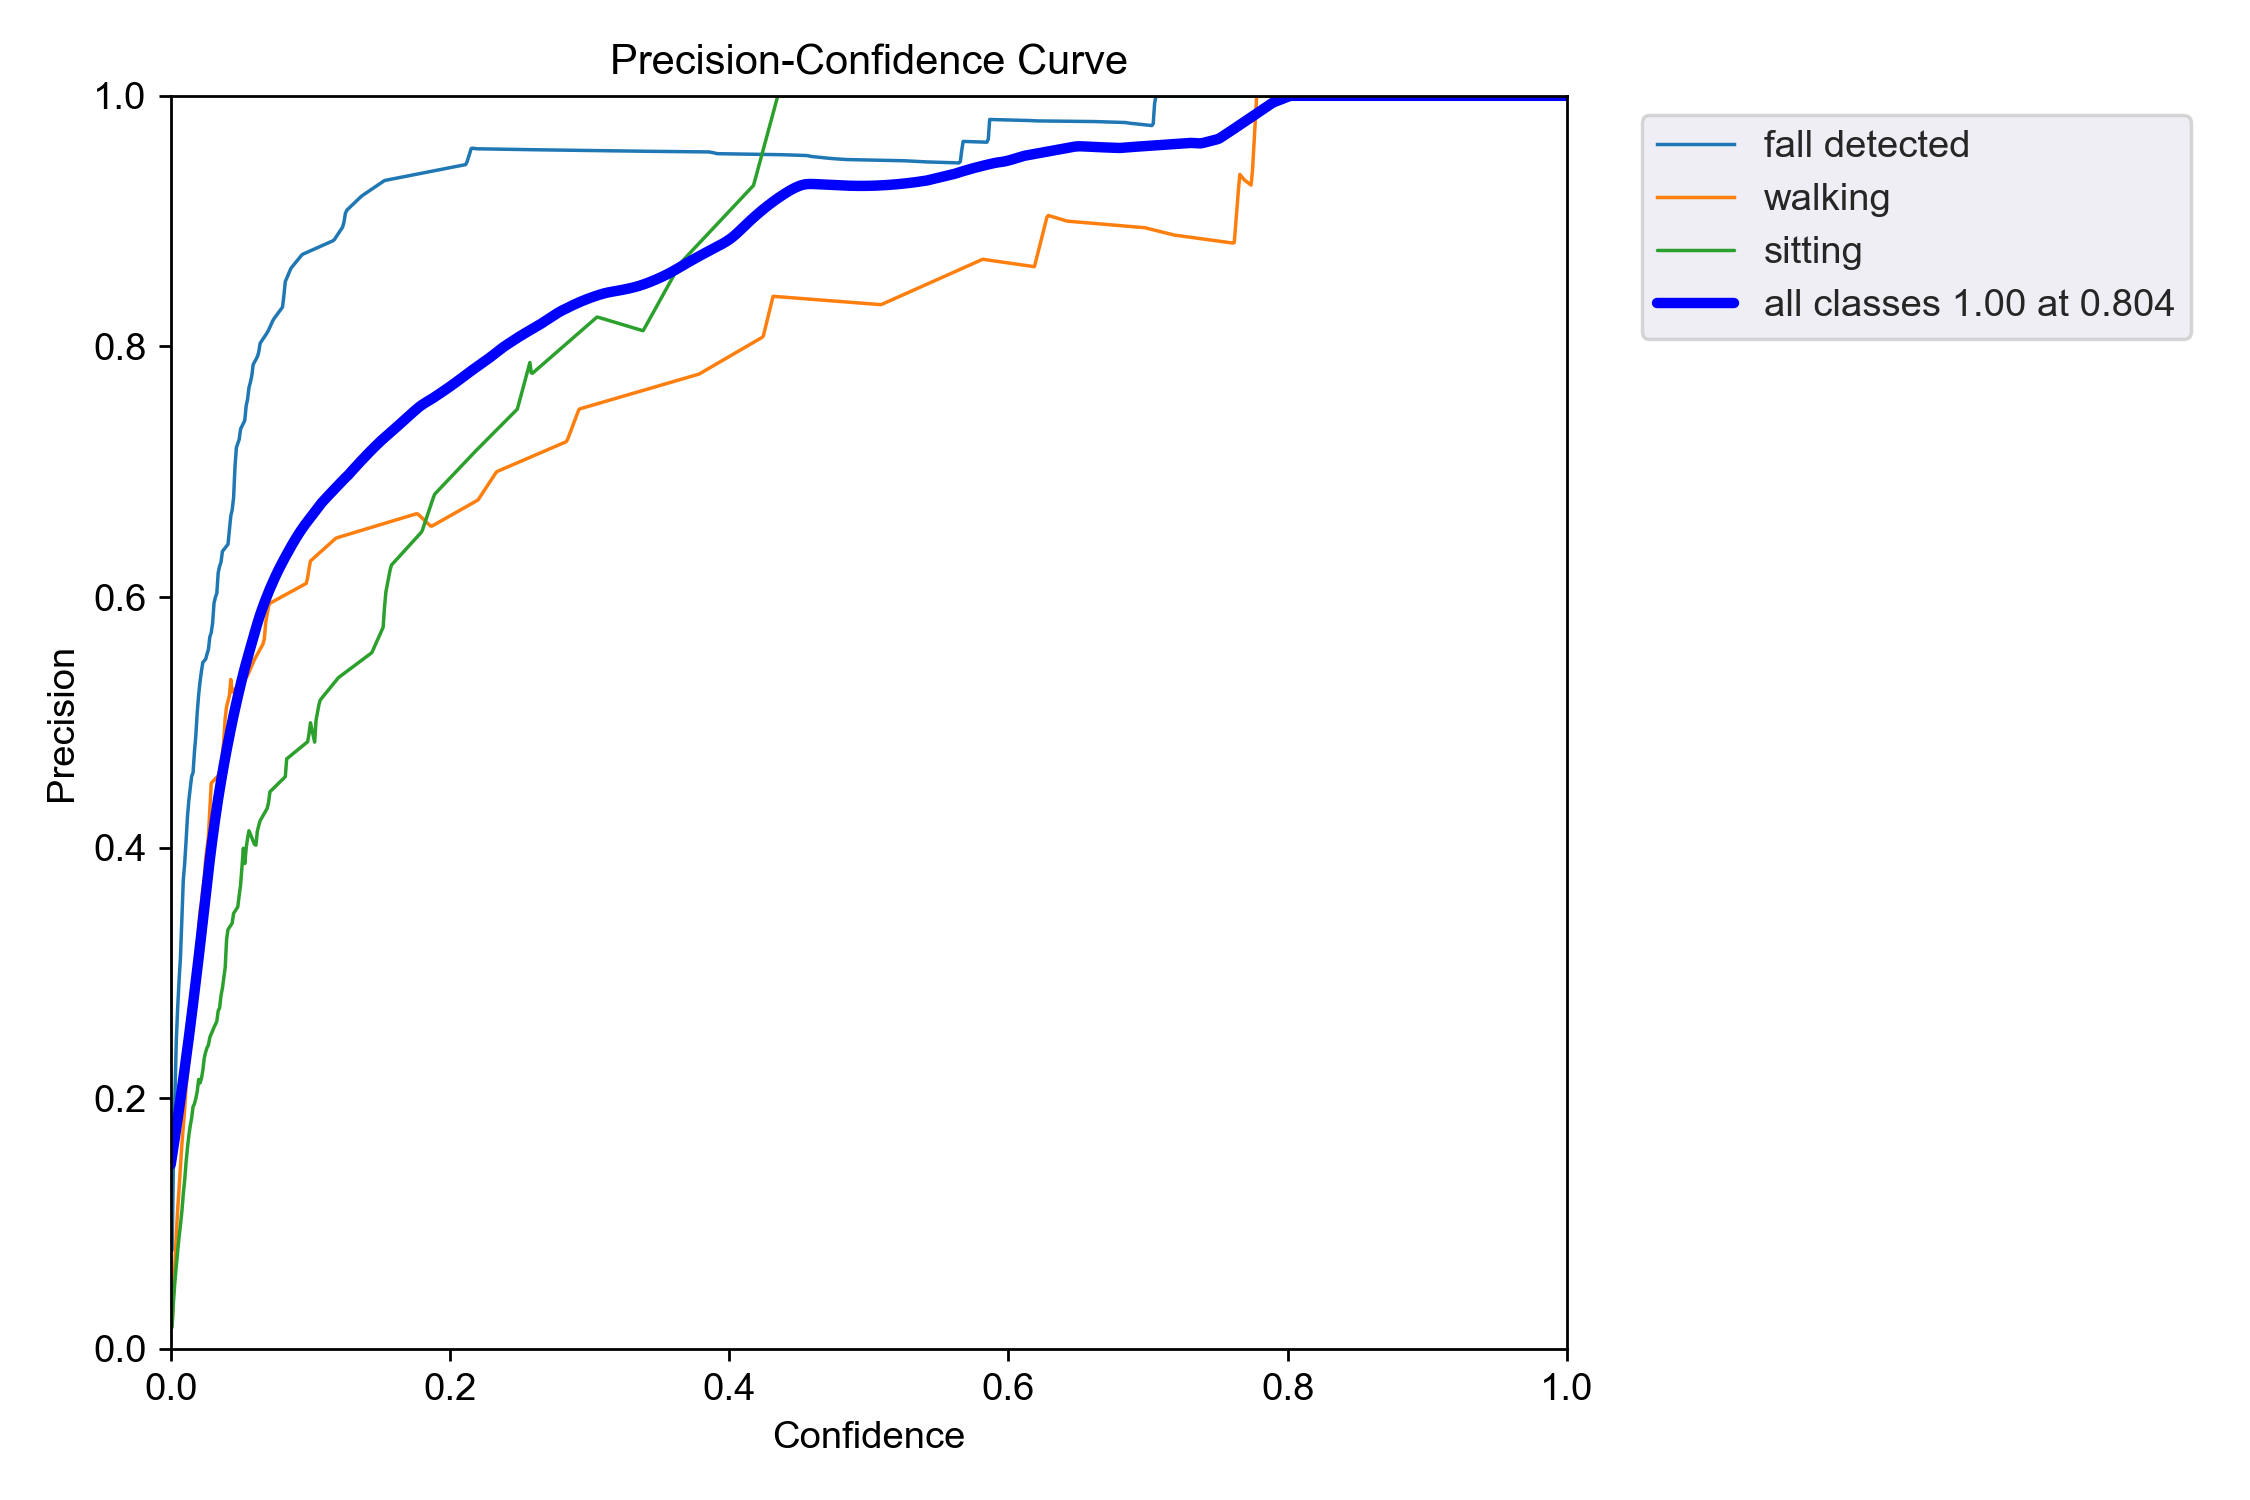 Precision-Confidence Curve
1.0
0.8
0.6
0.4
0.2
0.0
Precision
0.0 0.2 0.4 0.6 0.8 1.0
Confidence
fall detected
walking
sitting
all classes 1.00 at 0.804